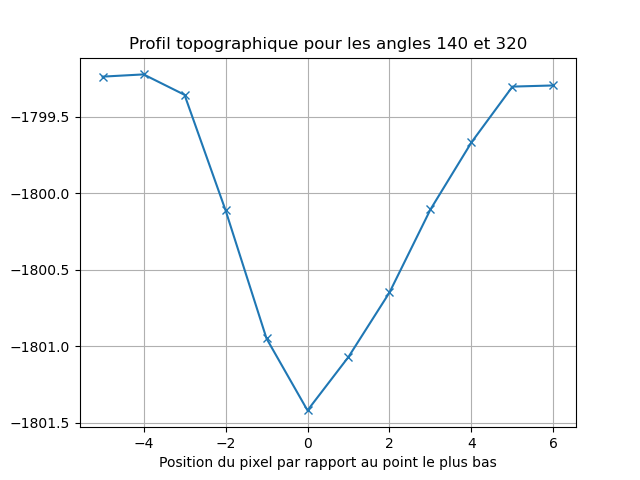 Profil topographique pour les angles 140 et 320
−1799.5
−1800.0
−1800.5
−1801.0
−1801.5
−4 −2 0 2 4 6
Position du pixel par rapport au point le plus bas